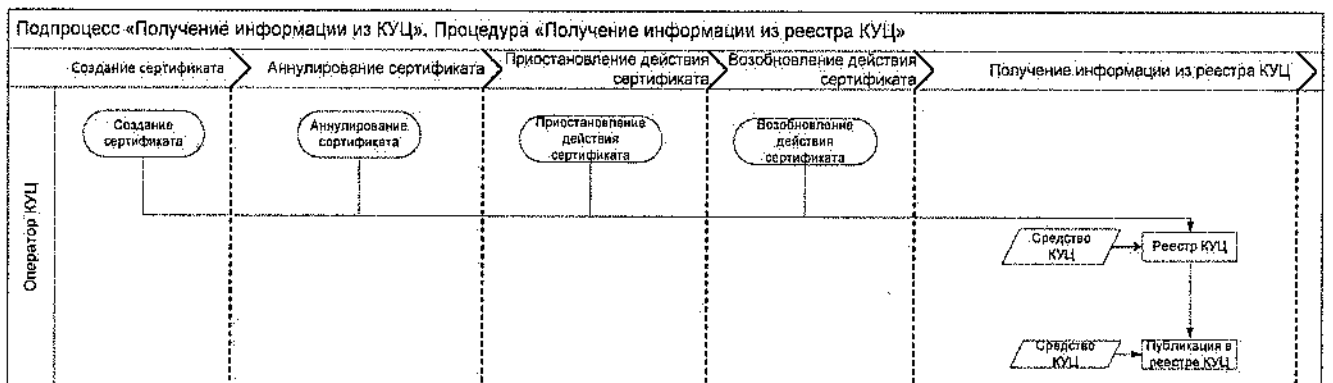 Подпроцесс «Получение информации из КУЦ». Процедура «Получение информации из реестра КУЦ»
Создание сертификата
Аннулирование сертификата
Приостановление действия
сертификата
Возобновление действия
сертификата
Получение информации из реестра КУЦ
Оператор КУЦ
Создание
сертификата
Аннулирование
сертификата
Приостановление
действия
сертификата
Возобновление
действия
сертификата
Средство
КУЦ
Реестр КУЦ
Средство
КУЦ
Публикация в
реестре КУЦ